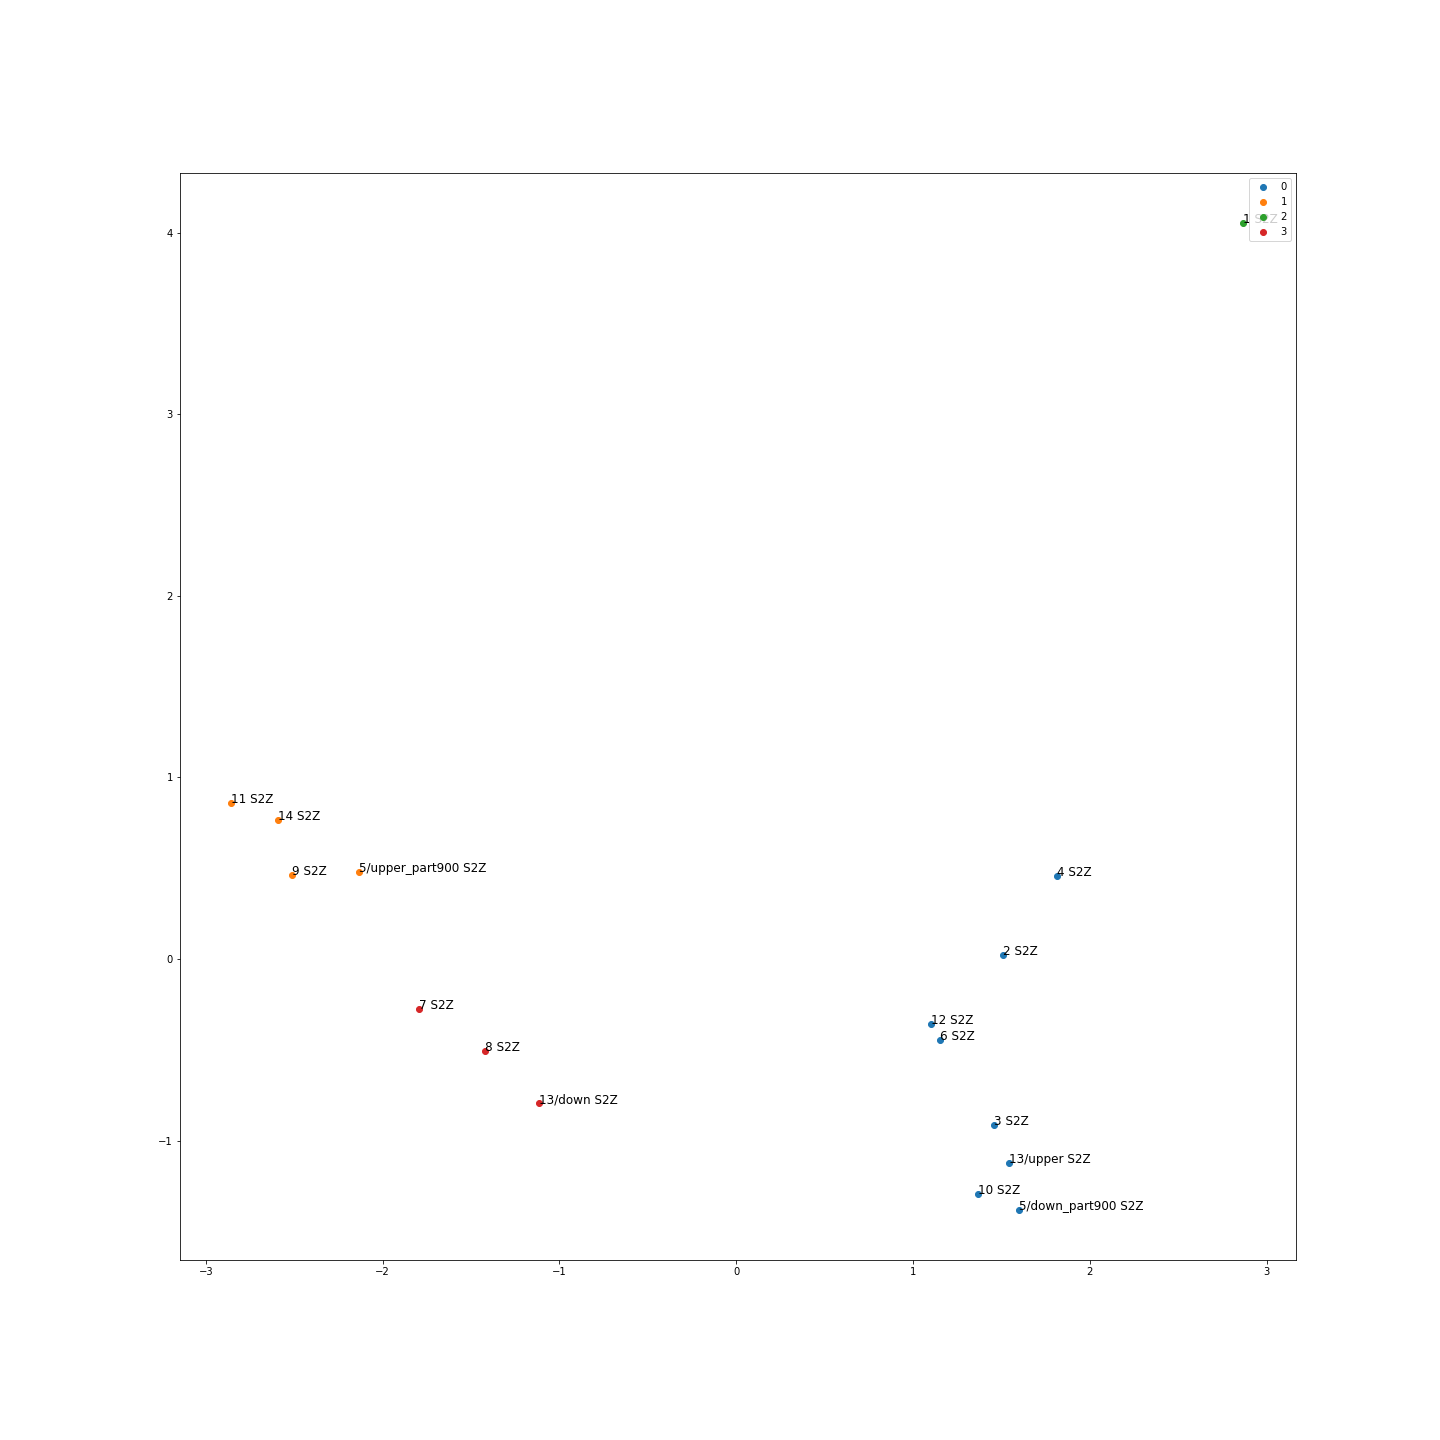 0
1
2
3
1 S2Z
4
3
2
1
0
−1
11 S2Z
14 S2Z
9 S2Z
5/upper_part900 S2Z
4 S2Z
2 S2Z
7 S2Z
12 S2Z
6 S2Z
8 S2Z
13/down S2Z
3 S2Z
13/upper S2Z
10 S2Z
5/down_part900 S2Z
−3
−2
−1
0
1
2
3